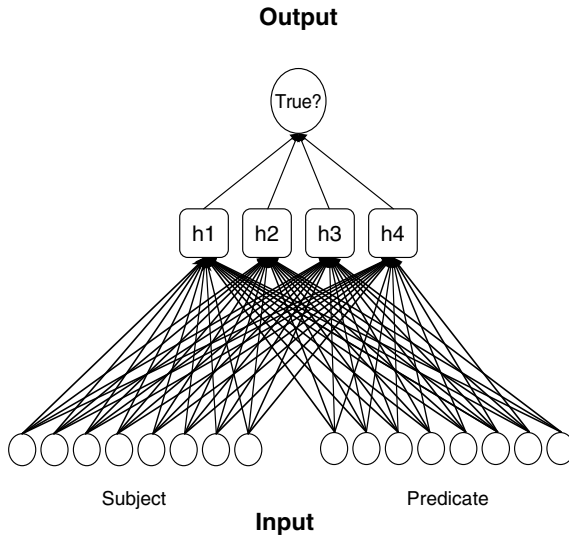 Output
True?
h1 h2 h3 h4
Subject Predicate
Input